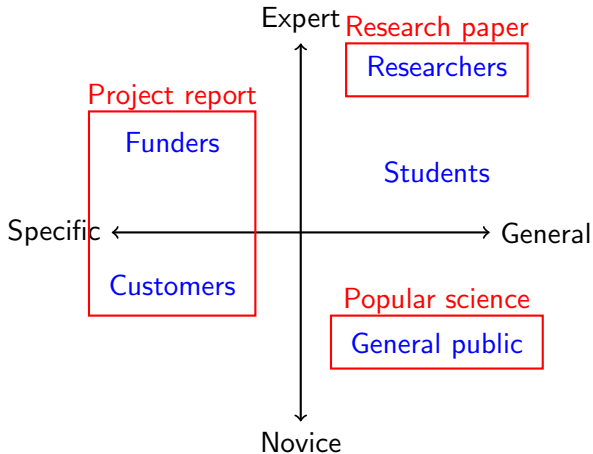 Expert
Research paper
Researchers
Project report
Funders
Students
Specific
General
Customers
Popular science
General public
Novice